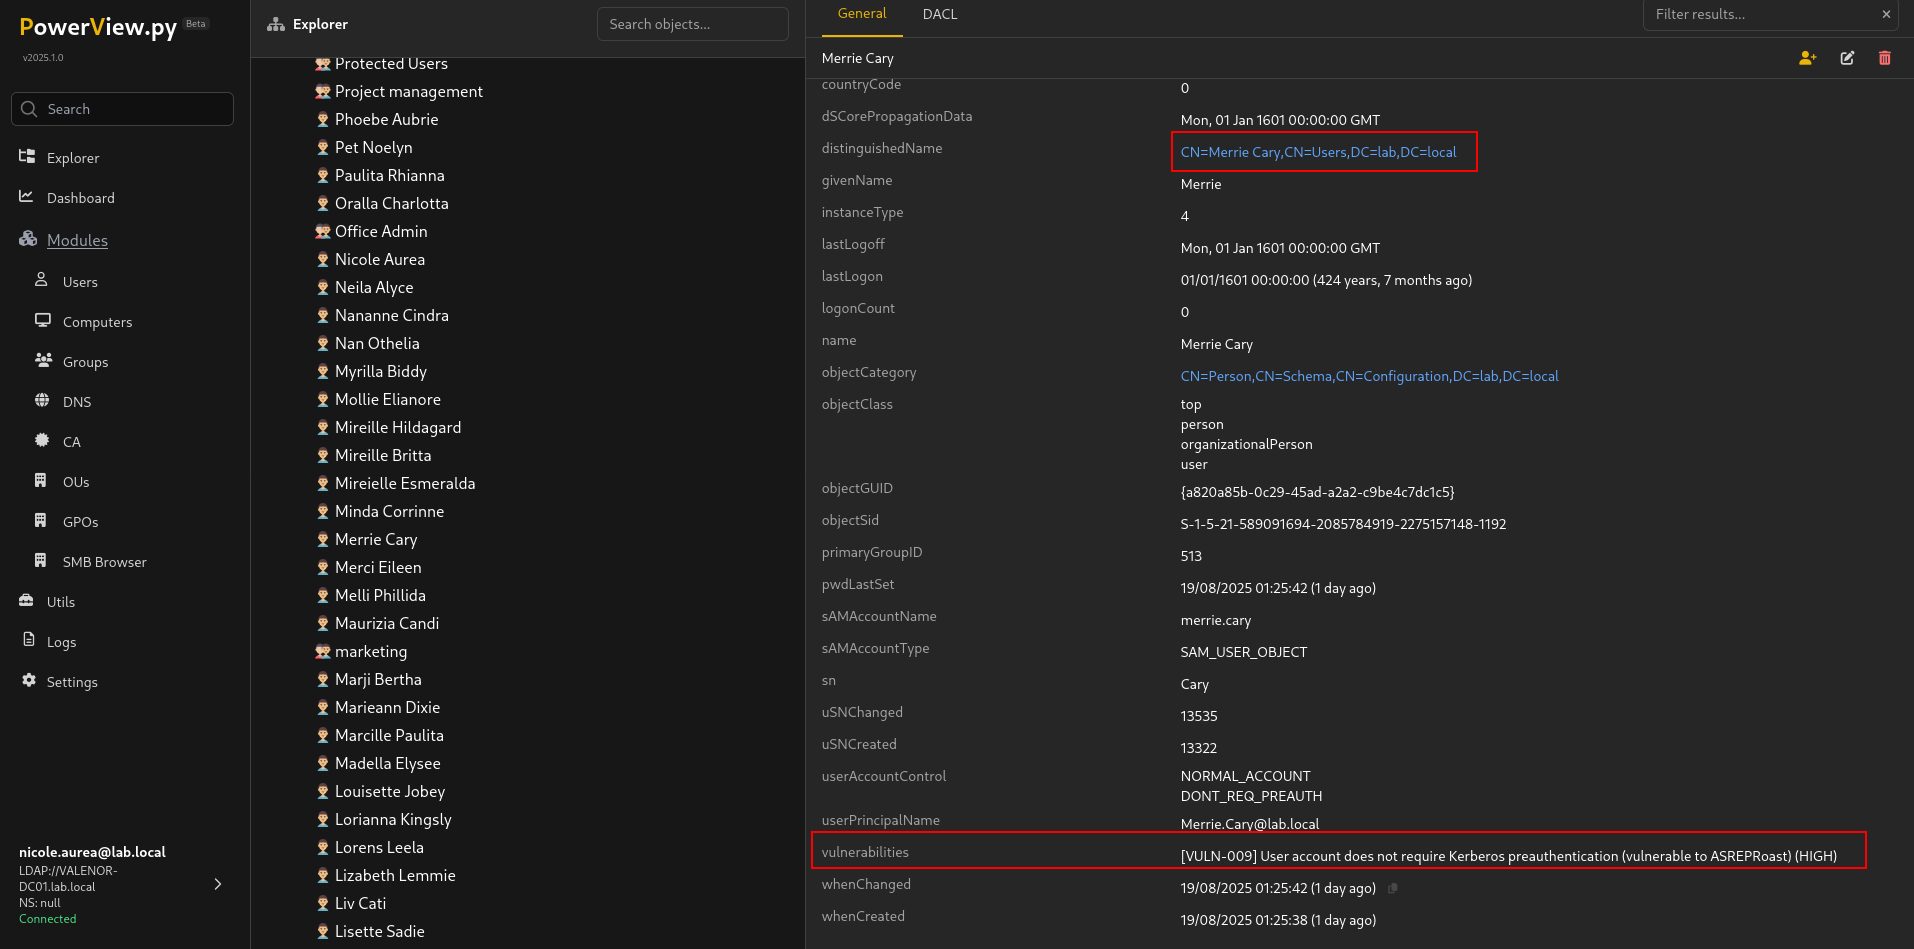 PowerView.py Beta
v2025.1.0
Search
Explorer
Dashboard
Modules
Users
Computers
Groups
DNS
CA
OUs
GPOs
SMB Browser
Utils
Logs
Settings
nicole.aurea@lab.local
LDAP://VALENOR-
DC01.lab.local
NS: null
Connected
Explorer
Search objects...
Protected Users
Project management
Phoebe Aubrie
Pet Noelyn
Paulita Rhianna
Oralla Charlotta
Office Admin
Nicole Aurea
Neila Alyce
Nananne Cindra
Nan Othelia
Myrilla Biddy
Mollie Elianore
Mireille Hildagard
Mireille Britta
Mireielle Esmeralda
Minda Corrinne
Merrie Cary
Merci Eileen
Melli Phillida
Maurizia Candi
marketing
Marji Bertha
Marieann Dixie
Marcille Paulita
Madella Elysee
Louisette Jobey
Lorianna Kingsly
Lorens Leela
Lizabeth Lemmie
Liv Cati
Lisette Sadie
General DACL
Filter results...
Merrie Cary
countryCode 0
dSCorePropagationData Mon, 01 Jan 1601 00:00:00 GMT
distinguishedName CN=Merrie Cary,CN=Users,DC=lab,DC=local
givenName Merrie
instanceType 4
lastLogoff Mon, 01 Jan 1601 00:00:00 GMT
lastLogon 01/01/1601 00:00:00 (424 years, 7 months ago)
logonCount 0
name Merrie Cary
objectCategory CN=Person,CN=Schema,CN=Configuration,DC=lab,DC=local
objectClass top
person
organizationalPerson
user
objectGUID {a820a85b-0c29-45ad-a2a2-c9be4c7dc1c5}
objectSid S-1-5-21-589091694-2085784919-2275157148-1192
primaryGroupID 513
pwdLastSet 19/08/2025 01:25:42 (1 day ago)
sAMAccountName merrie.cary
sAMAccountType SAM_USER_OBJECT
sn Cary
uSNChanged 13535
uSNCreated 13322
userAccountControl NORMAL_ACCOUNT
DONT_REQ_PREAUTH
userPrincipalName Merrie.Cary@lab.local
vulnerabilities [VULN-009] User account does not require Kerberos preauthentication (vulnerable to ASREPRoast) (HIGH)
whenChanged 19/08/2025 01:25:42 (1 day ago)
whenCreated 19/08/2025 01:25:38 (1 day ago)